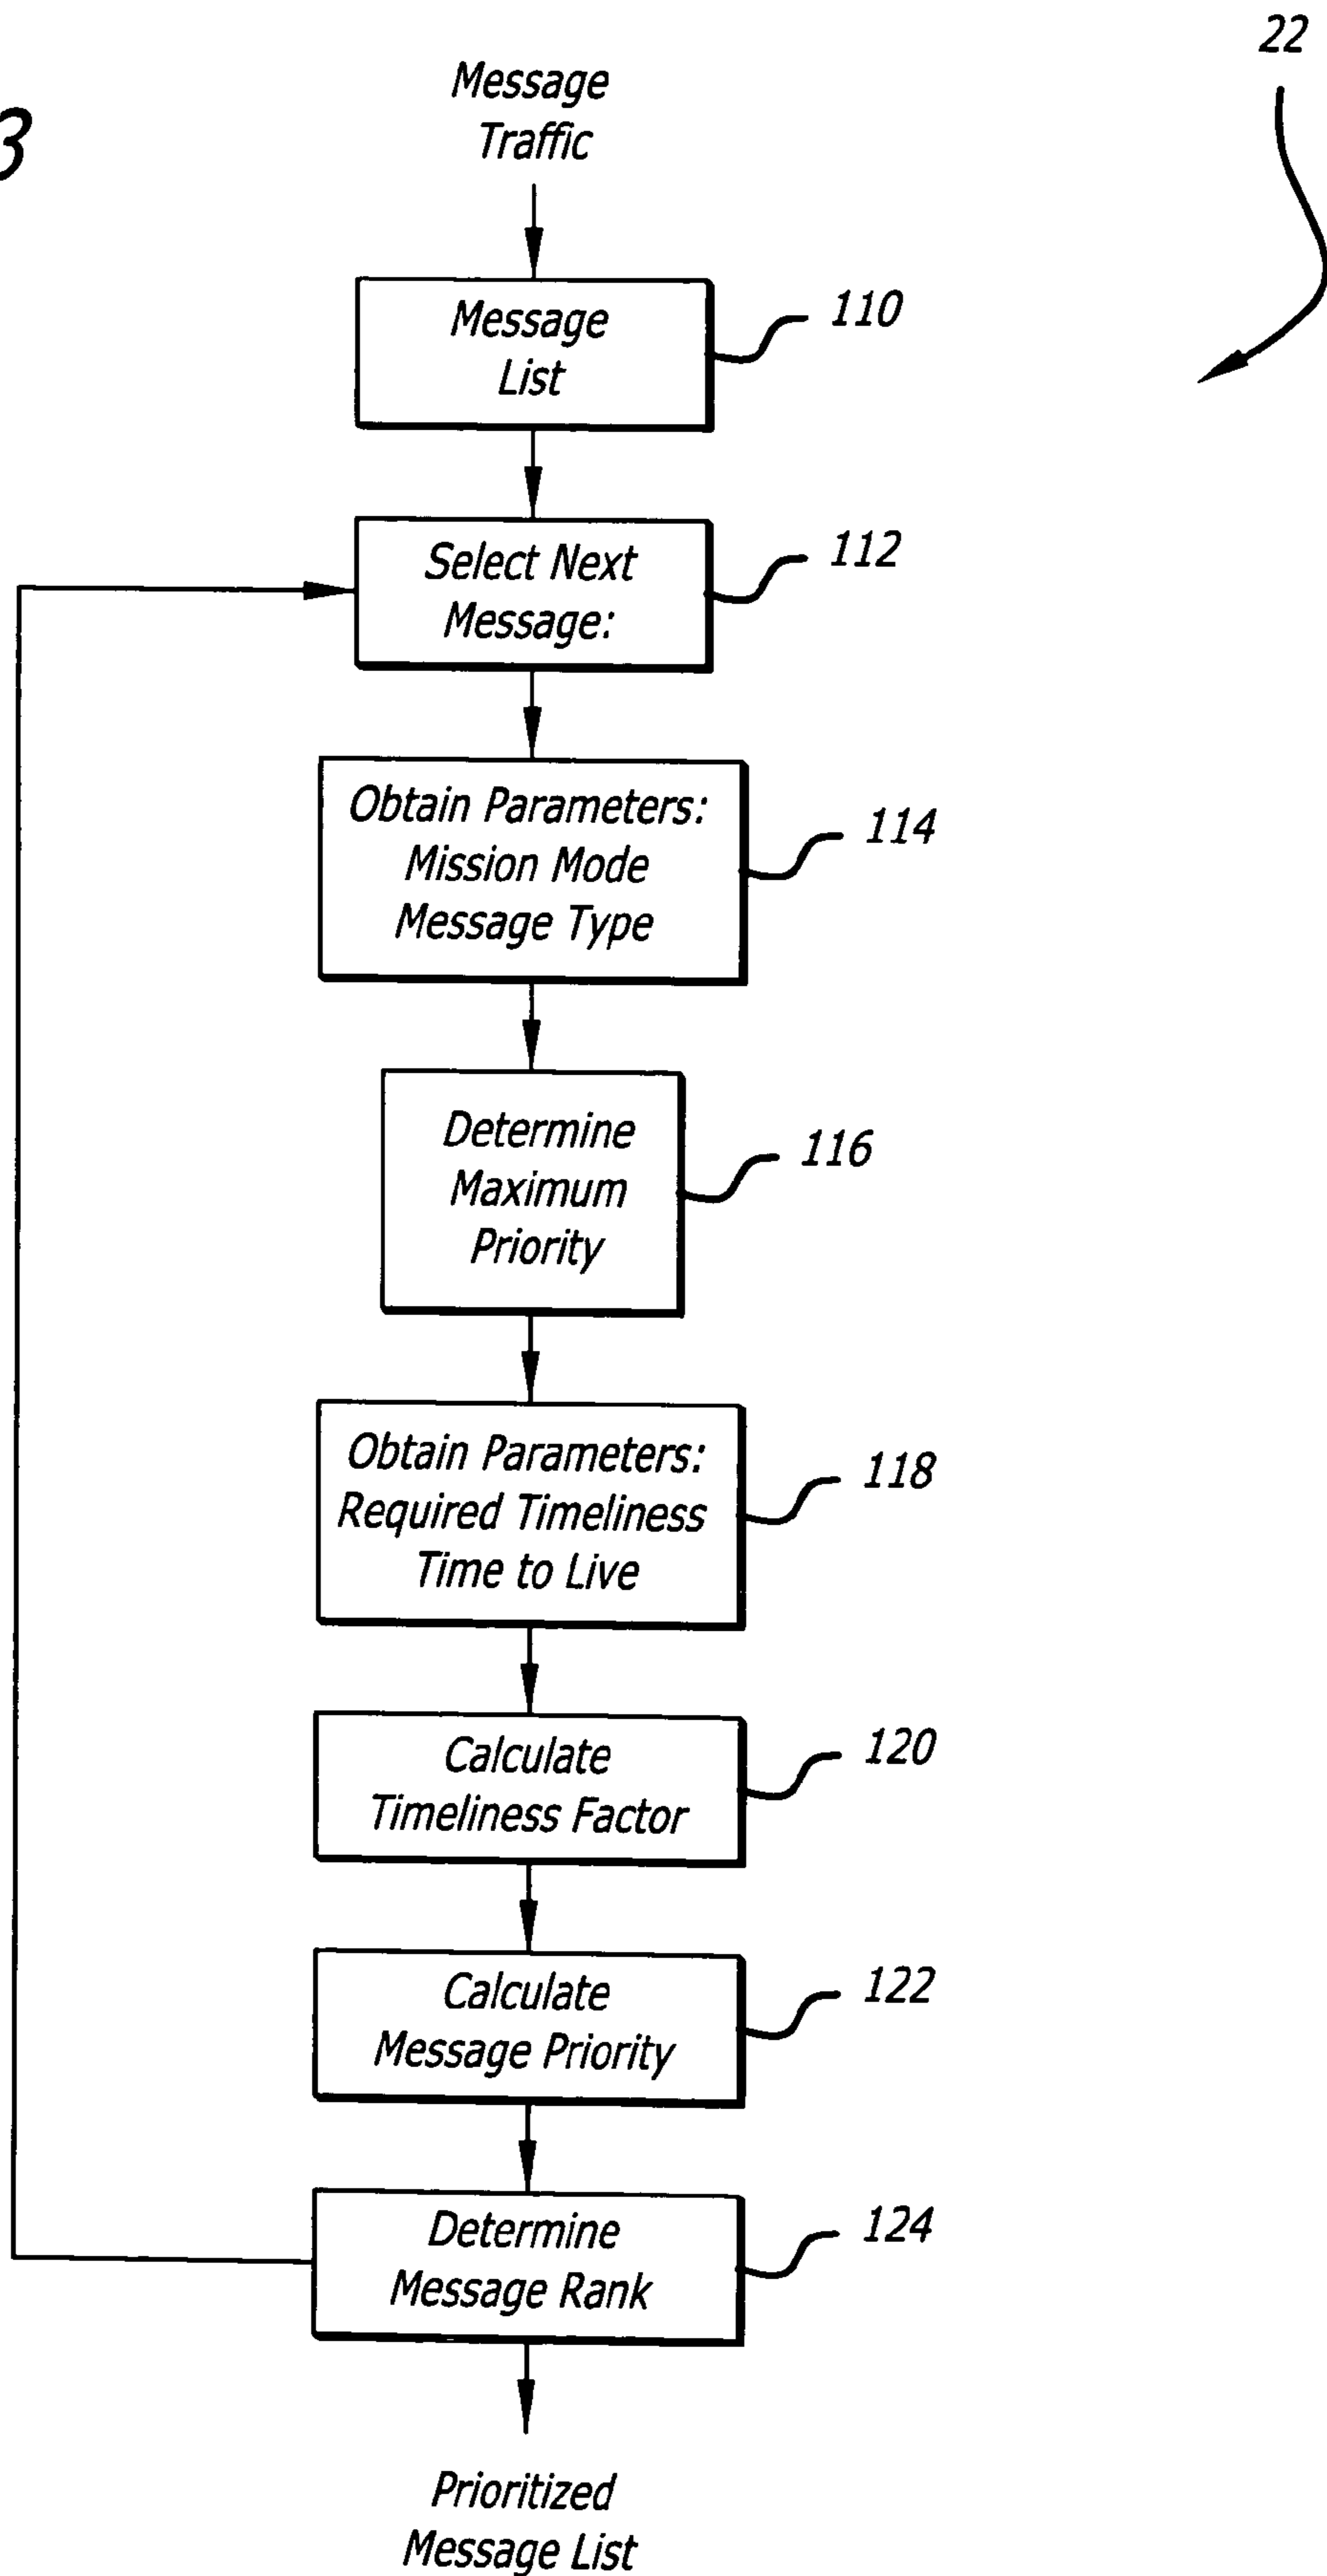 3
22
Message
Traffic
Message
List
110
Select Next
Message:
112
Obtain Parameters:
Mission Mode
Message Type
114
Determine
Maximum
Priority
116
Obtain Parameters:
Required Timeliness
Time to Live
118
Calculate
Timeliness Factor
120
Calculate
Message Priority
122
Determine
Message Rank
124
Prioritized
Message List